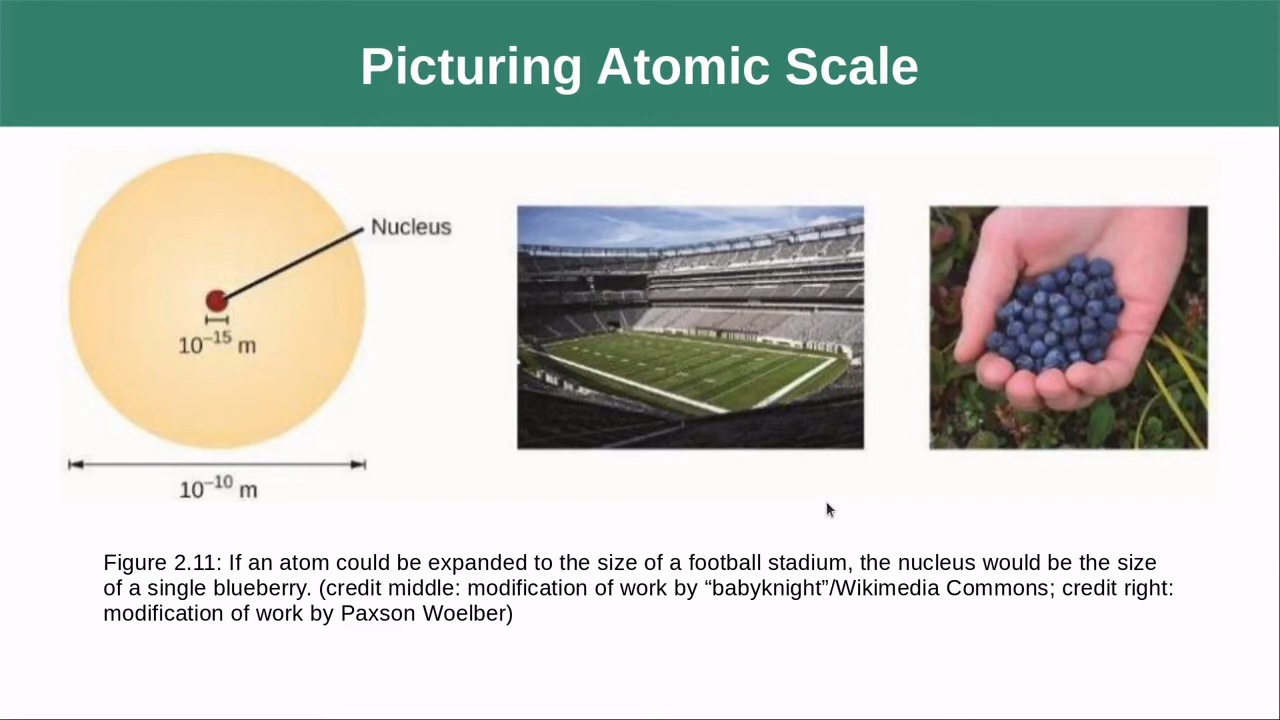 Picturing Atomic Scale
Nucleus
10⁻¹⁵ m
10⁻¹⁰ m
Figure 2.11: If an atom could be expanded to the size of a football stadium, the nucleus would be the size
of a single blueberry. (credit middle: modification of work by “babyknight”/Wikimedia Commons; credit right:
modification of work by Paxson Woelber)